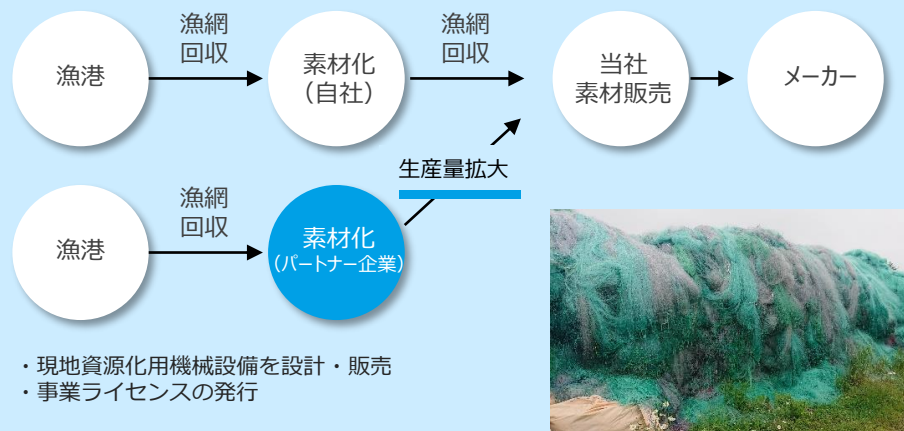 漁港
漁網
回収
素材化
（自社）
漁網
回収
当社
素材販売
メーカー
生産量拡大
漁港
漁網
回収
素材化
（パートナー企業）
・現地資源化用機械設備を設計・販売
・事業ライセンスの発行